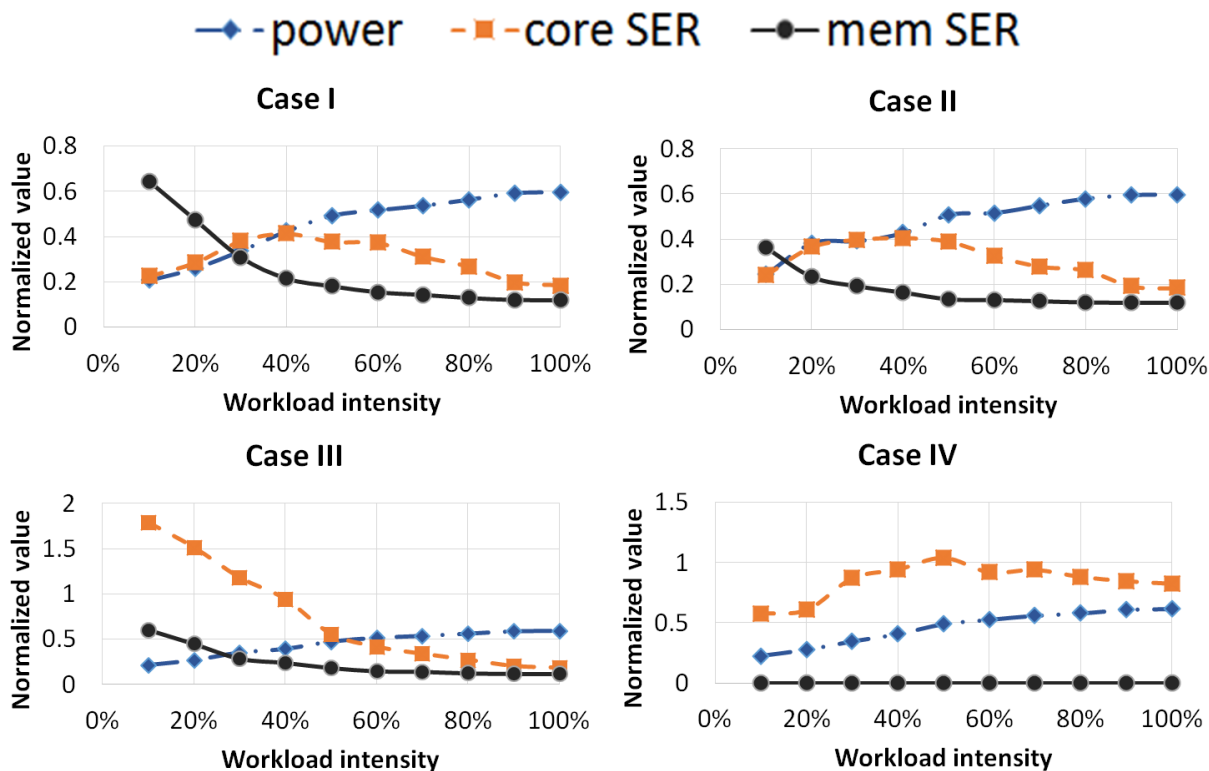 power core SER mem SER
Case I
Normalized value
0.8
0.6
0.4
0.2
0
0% 20% 40% 60% 80% 100%
Workload intensity
Case II
Normalized value
0.8
0.6
0.4
0.2
0
0% 20% 40% 60% 80% 100%
Workload intensity
Case III
Normalized value
2
1.5
1
0.5
0
0% 20% 40% 60% 80% 100%
Workload intensity
Case IV
Normalized value
1.5
1
0.5
0
0% 20% 40% 60% 80% 100%
Workload intensity